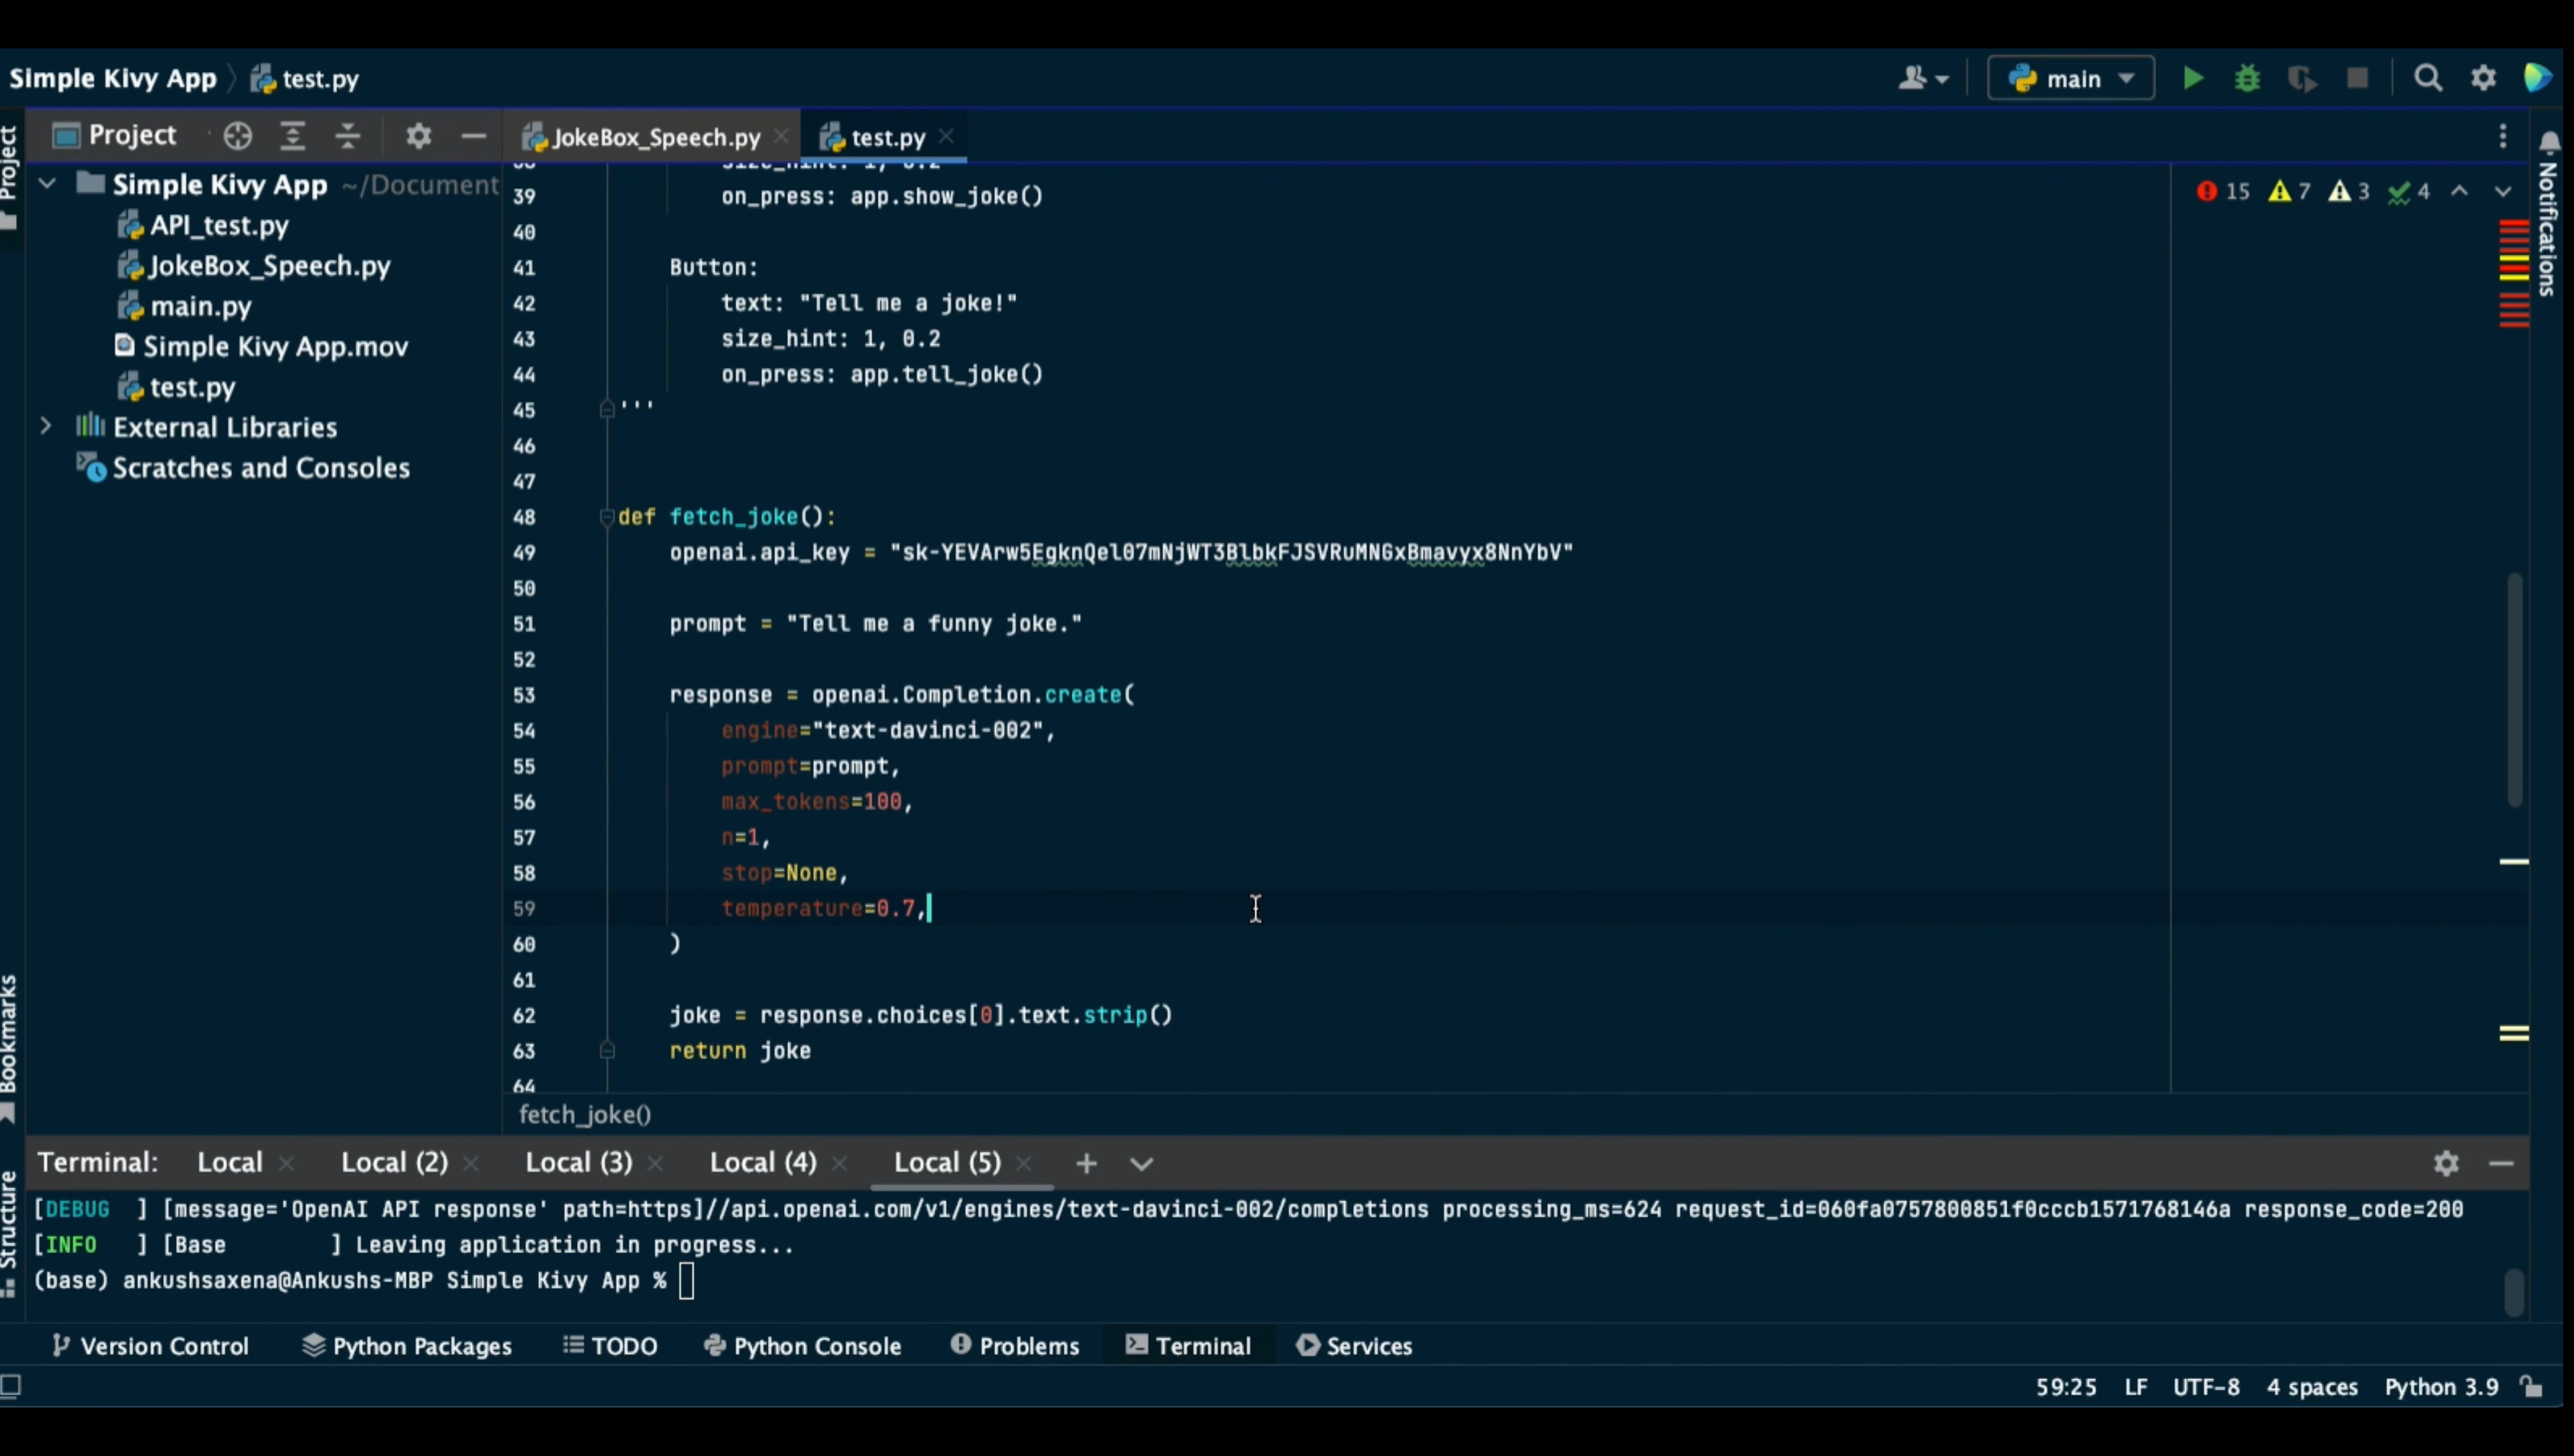 Simple Kivy App
test.py
main
Project
Project
JokeBox_Speech.py
test.py
Simple Kivy App ~/Document
API_test.py
JokeBox_Speech.py
main.py
Simple Kivy App.mov
test.py
External Libraries
Scratches and Consoles
15 7 3 4
Notifications
39 on_press: app.show_joke()
40
41 Button:
42 text: "Tell me a joke!"
43 size_hint: 1, 0.2
44 on_press: app.tell_joke()
45 '''
46
47
48 def fetch_joke():
49 openai.api_key =
50
51 prompt = "Tell me a funny joke."
52
53 response = openai.Completion.create(
54 engine="text-davinci-002",
55 prompt=prompt,
56 max_tokens=100,
57 n=1,
58 stop=None,
59 temperature=0.7,
60 )
61
62 joke = response.choices[0].text.strip()
63 return joke
64
fetch_joke()
Bookmarks
Structure
Terminal: Local Local (2) Local (3) Local (4) Local (5)
[DEBUG ] [message='OpenAI API response' path=https]//api.openai.com/v1/engines/text-davinci-002/completions processing_ms=624 request_id=060fa0757800851f0cccb1571768146a response_code=200
[INFO ] [Base ] Leaving application in progress...
(base) ankushsaxena@Ankushs-MBP Simple Kivy App %
Version Control Python Packages TODO Python Console Problems Terminal Services
59:25 LF UTF-8 4 spaces Python 3.9